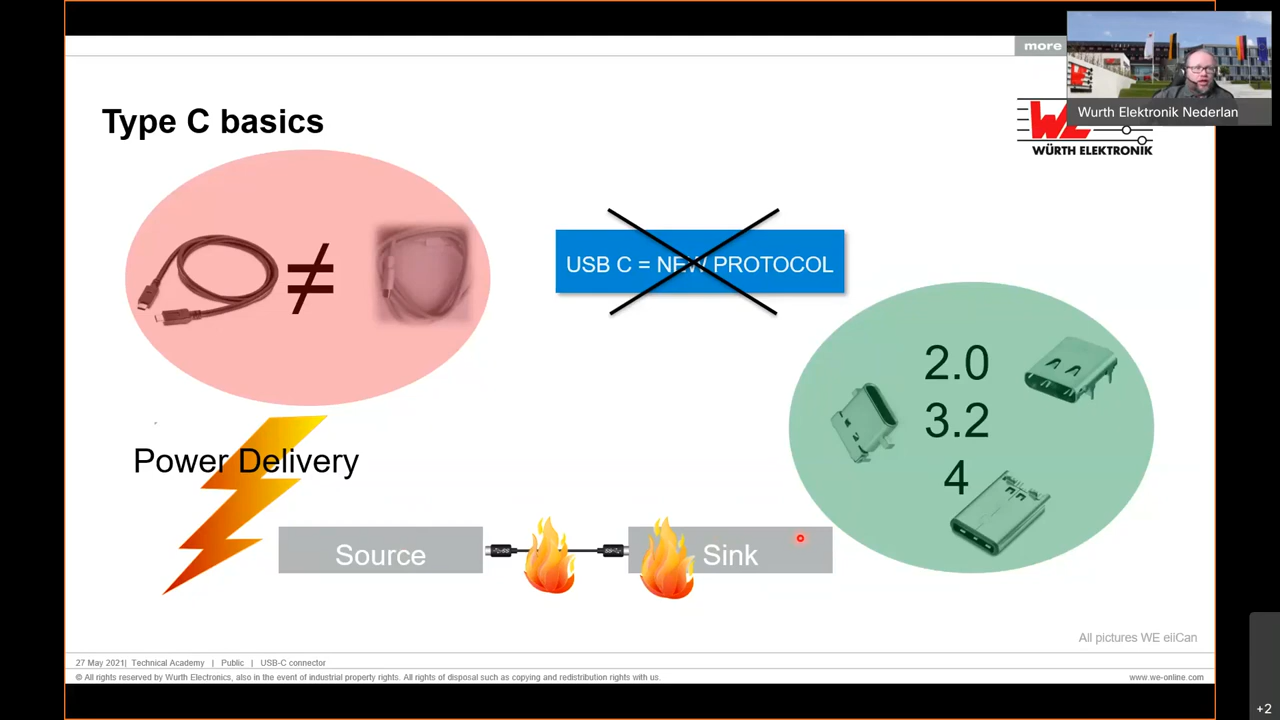 more
Wurth Elektronik Nederlan
Type C basics
WE
WÜRTH ELEKTRONIK
≠
USB C = NEW PROTOCOL
2.0
3.2
4
Power Delivery
Source
Sink
All pictures WE eiiCan
27 May 2021| Technical Academy | Public | USB-C connector
© All rights reserved by Wurth Electronics, also in the event of industrial property rights. All rights of disposal such as copying and redistribution rights with us.
www.we-online.com
+2